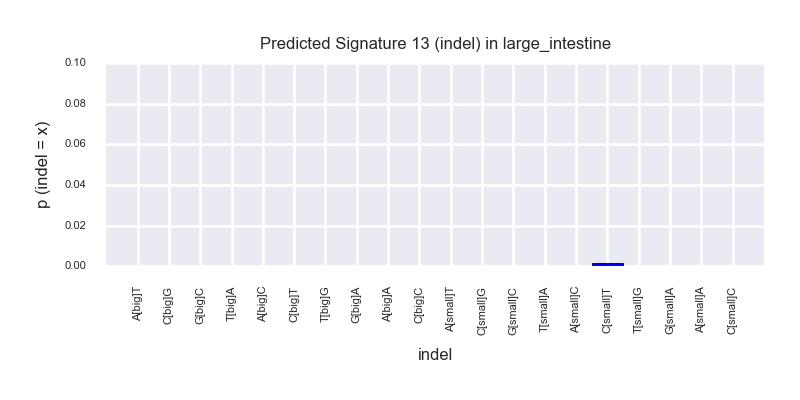 Predicted Signature 13 (indel) in large_intestine
0.10
0.08
0.06
0.04
0.02
0.00
p (indel = x)
A[big]T
C[big]G
G[big]C
T[big]A
A[big]C
C[big]T
T[big]G
G[big]A
A[big]A
C[big]C
A[small]T
C[small]G
G[small]C
T[small]A
A[small]C
C[small]T
T[small]G
G[small]A
A[small]A
C[small]C
indel